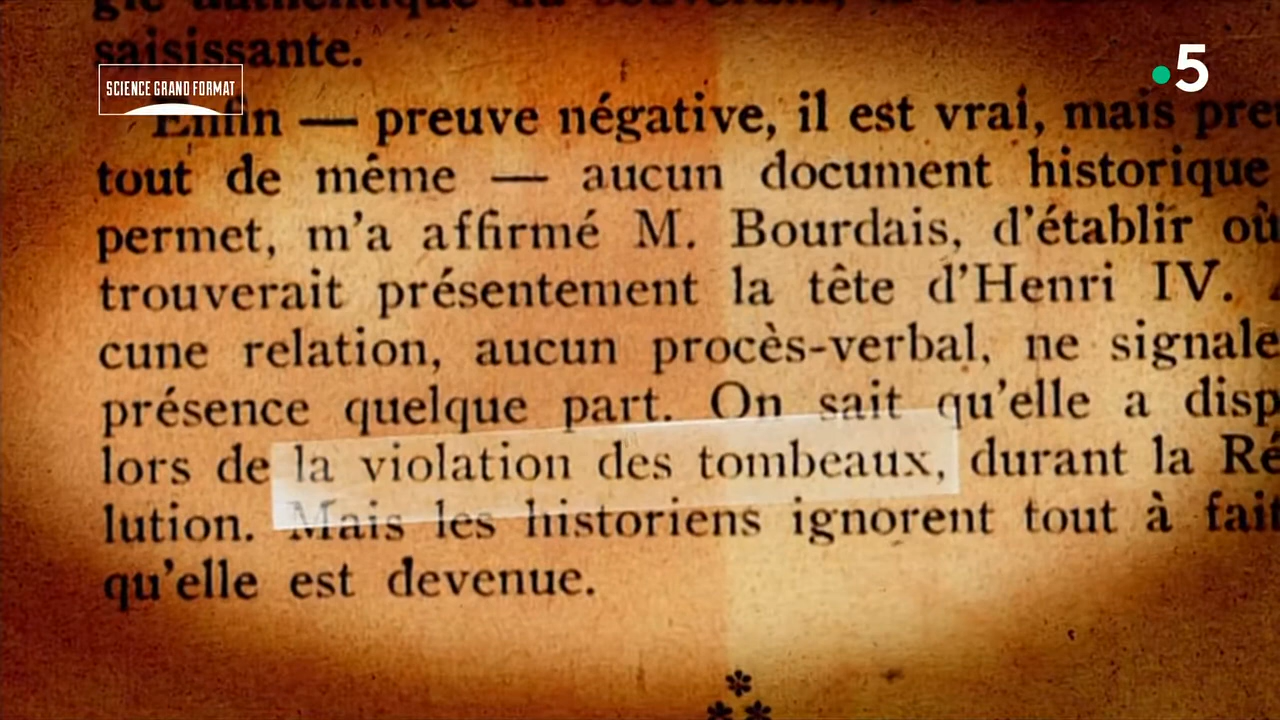 saisissante.
SCIENCE GRAND FORMAT
5
Enfin — preuve négative, il est vrai, mais
tout de même — aucun document historique
permet, m'a affirmé M. Bourdais, d'établir où
trouverait présentement la tête d'Henri IV.
cune relation, aucun procès-verbal, ne signale
présence quelque part. On sait qu'elle a disp
lors de la violation des tombeaux, durant la Ré
lution. Mais les historiens ignorent tout à fait
qu'elle est devenue.